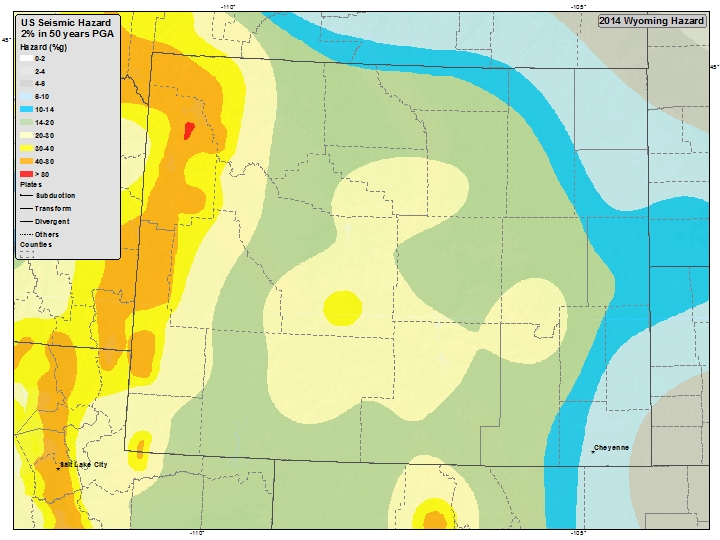 -110°
-105°
US Seismic Hazard
2% in 50 years PGA
Hazard (%g)
0-2
2-4
4-6
6-10
10-14
14-20
20-30
30-40
40-80
> 80
Plates
Subduction
Transform
Divergent
Others
Counties
2014 Wyoming Hazard
45°
45°
Cheyenne
Salt Lake City
-110°
-105°